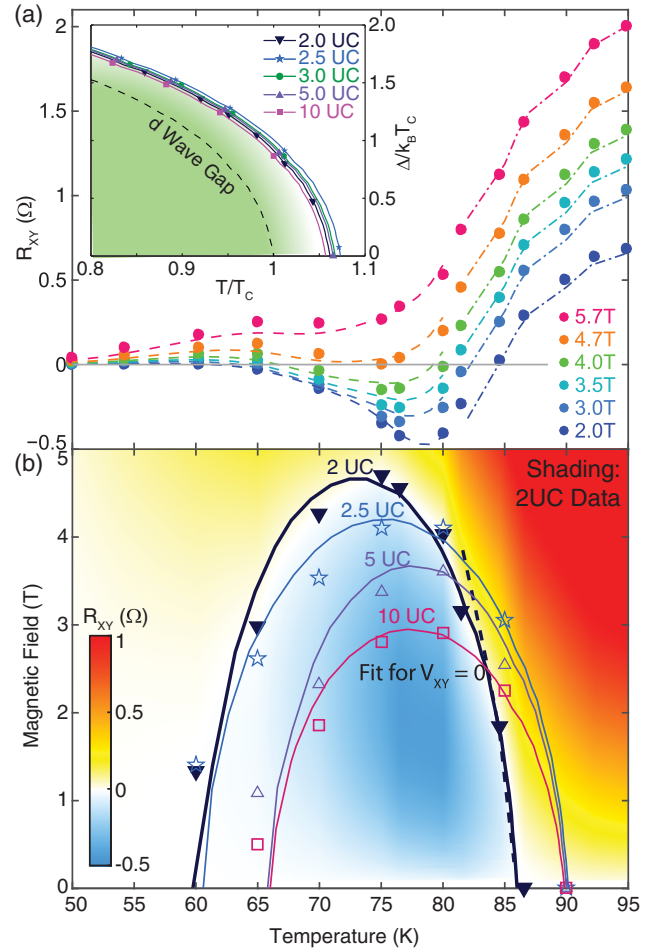 (a)
2
1.5
1
0.5
0
−0.5
R_XY (Ω)
2.0 UC
2.5 UC
3.0 UC
5.0 UC
10 UC
d Wave Gap
2.0
1
1
0
Δ/k_BT_C
0.8
0.9
1
1.1
T/T_C
5.7T
4.7T
4.0T
3.5T
3.0T
2.0T
(b)
5
4
3
2
1
0
Magnetic Field (T)
2 UC
2.5 UC
5 UC
10 UC
Shading:
2UC Data
Fit for V_XY = 0
R_XY (Ω)
1
0.5
0
-0.5
50 55 60 65 70 75 80 85 90 95
Temperature (K)